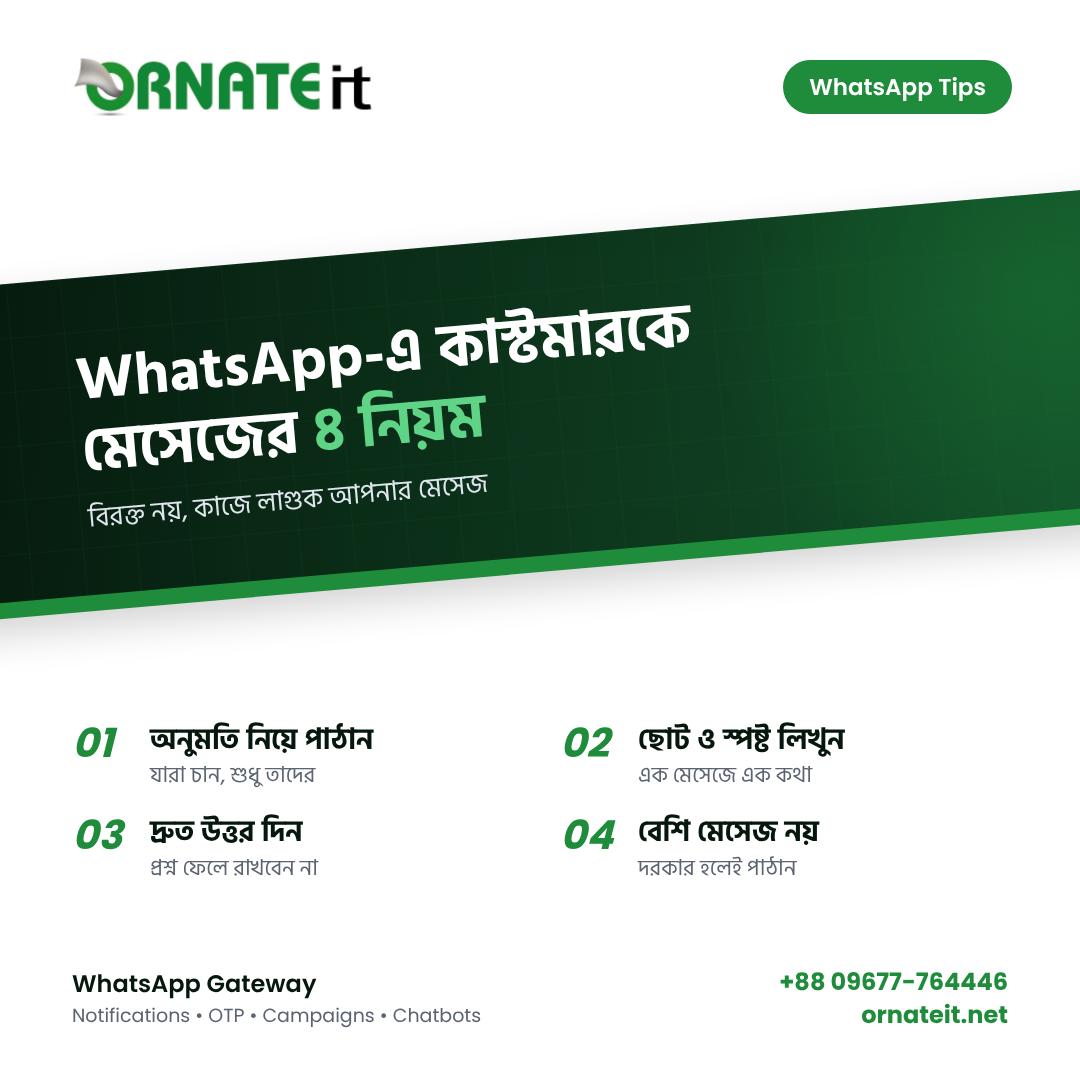 ORNATE it
WhatsApp Tips
WhatsApp-এ কাস্টমারকে
মেসেজের ৪ নিয়ম
বিরক্ত নয়, কাজে লাগুক আপনার মেসেজ
01 অনুমতি নিয়ে পাঠান
যারা চান, শুধু তাদের
02 ছোট ও স্পষ্ট লিখুন
এক মেসেজে এক কথা
03 দ্রুত উত্তর দিন
প্রশ্ন ফেলে রাখবেন না
04 বেশি মেসেজ নয়
দরকার হলেই পাঠান
WhatsApp Gateway
Notifications • OTP • Campaigns • Chatbots
+88 09677-764446
ornateit.net